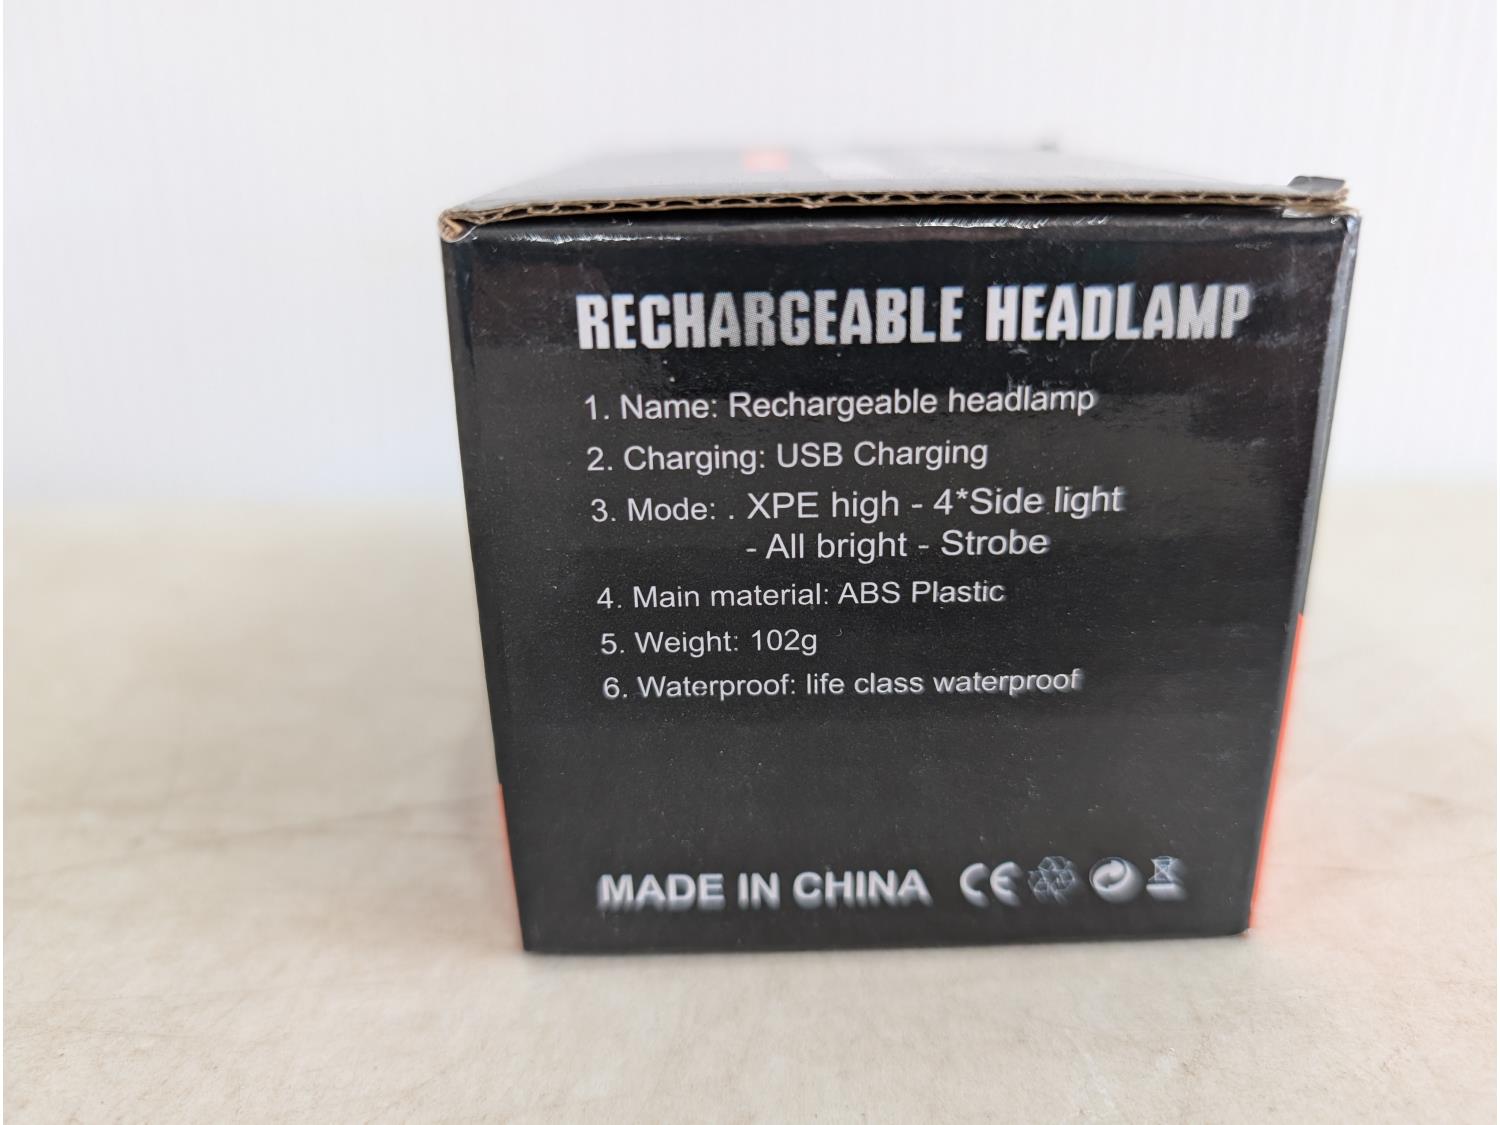 RECHARGEABLE HEADLAMP
1. Name: Rechargeable headlamp
2. Charging: USB Charging
3. Mode: . XPE high - 4*Side light
- All bright - Strobe
4. Main material: ABS Plastic
5. Weight: 102g
6. Waterproof: life class waterproof
MADE IN CHINA CE